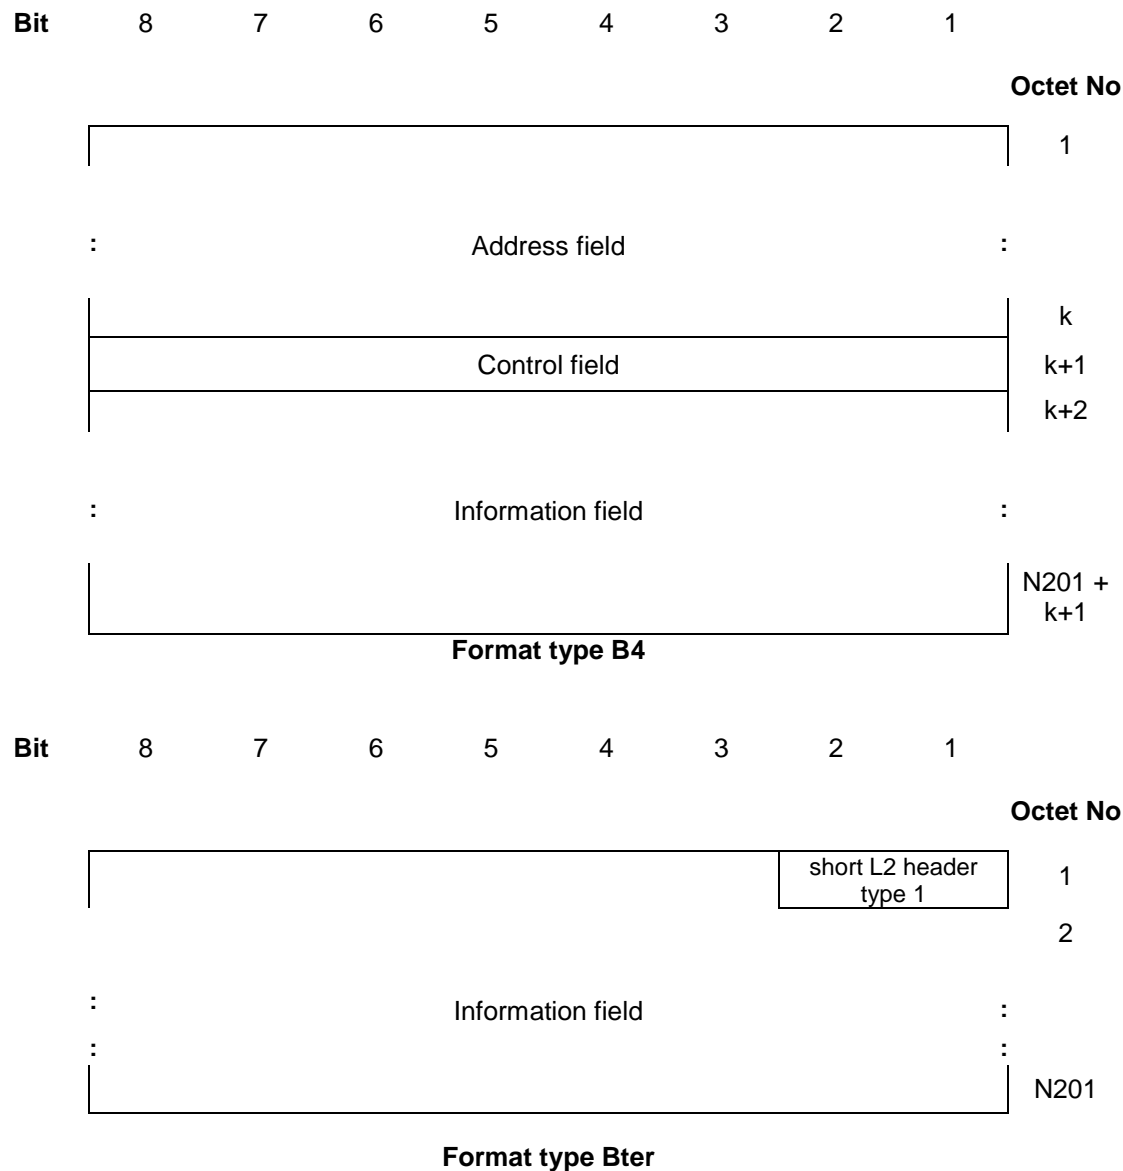 Bit 8 7 6 5 4 3 2 1
Octet No
1
: Address field :
k
Control field k+1
k+2
: Information field :
N201 +
k+1
Format type B4
Bit 8 7 6 5 4 3 2 1
Octet No
short L2 header
type 1
1
2
: Information field :
: :
N201
Format type Bter